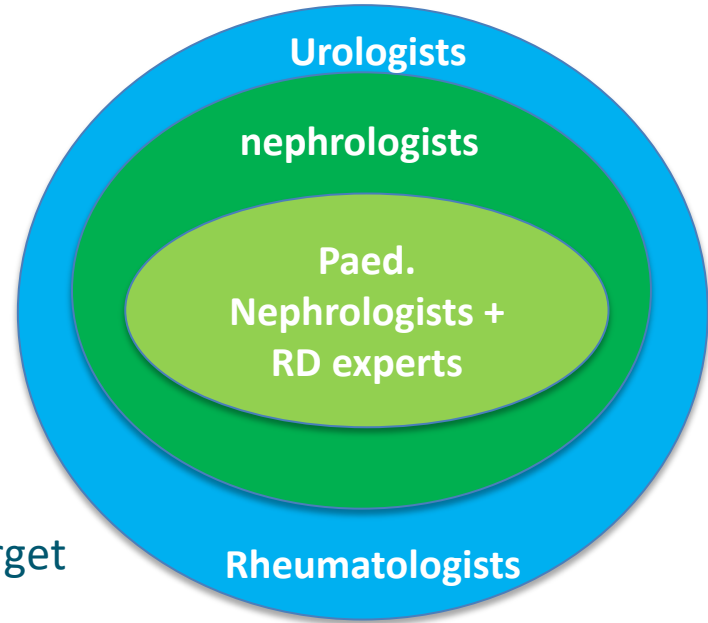 Urologists
nephrologists
Paed.
Nephrologists +
RD experts
rget
Rheumatologists